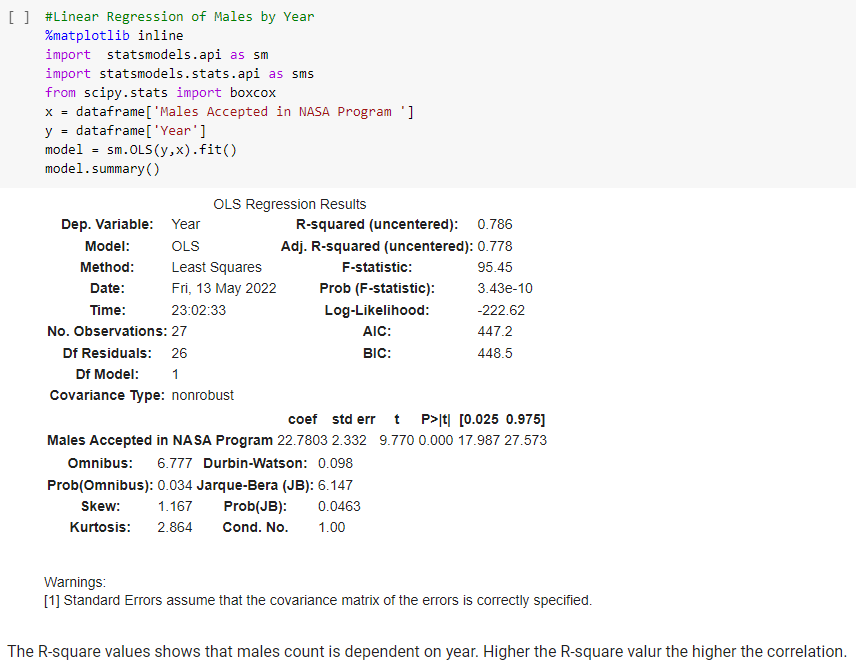 [ ] #Linear Regression of Males by Year
%matplotlib inline
import  statsmodels.api as sm
import statsmodels.stats.api as sms
from scipy.stats import boxcox
x = dataframe['Males Accepted in NASA Program ']
y = dataframe['Year']
model = sm.OLS(y,x).fit()
model.summary()
OLS Regression Results
Dep. Variable: Year R-squared (uncentered): 0.786
Model: OLS Adj. R-squared (uncentered): 0.778
Method: Least Squares F-statistic: 95.45
Date: Fri, 13 May 2022 Prob (F-statistic): 3.43e-10
Time: 23:02:33 Log-Likelihood: -222.62
No. Observations: 27 AIC: 447.2
Df Residuals: 26 BIC: 448.5
Df Model: 1
Covariance Type: nonrobust
coef std err t P>|t| [0.025 0.975]
Males Accepted in NASA Program 22.7803 2.332 9.770 0.000 17.987 27.573
Omnibus: 6.777 Durbin-Watson: 0.098
Prob(Omnibus): 0.034 Jarque-Bera (JB): 6.147
Skew: 1.167 Prob(JB): 0.0463
Kurtosis: 2.864 Cond. No. 1.00
Warnings:
[1] Standard Errors assume that the covariance matrix of the errors is correctly specified.
The R-square values shows that males count is dependent on year. Higher the R-square valur the higher the correlation.